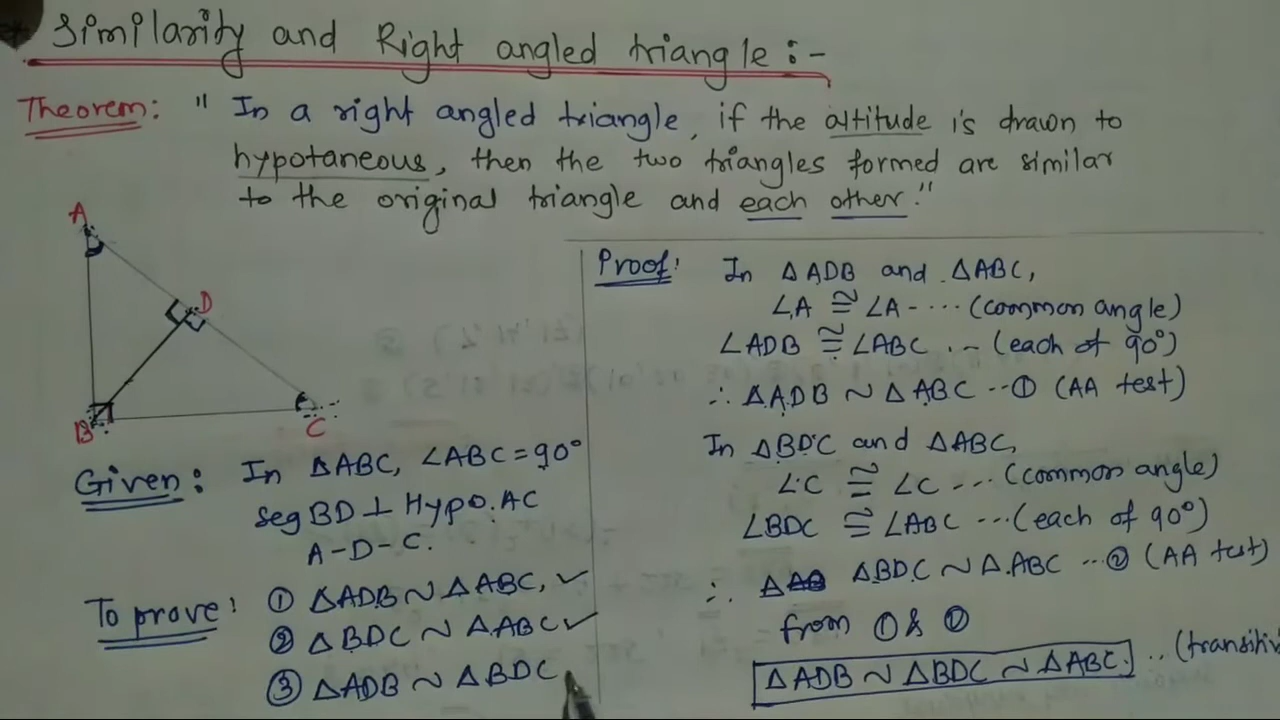 Similarity and Right angled triangle :-
Theorem: " In a right angled triangle, if the altitude is drawn to
hypotaneous, then the two triangles formed are similar
to the original triangle and each other."
A
D
B
C
Given: In ΔABC, ∠ABC = 90°
seg BD ⊥ Hypo. AC
A-D-C.
To prove: ① ΔADB ~ ΔABC, ✓
② ΔBDC ~ ΔABC ✓
③ ΔADB ~ ΔBDC
Proof: In ΔADB and ΔABC,
∠A ≅ ∠A - ···· (common angle)
∠ADB ≅ ∠ABC ·- (each of 90°)
∴ ΔADB ~ ΔABC -·① (AA test)
In ΔBDC and ΔABC,
∠C ≅ ∠C --- (common angle)
∠BDC ≅ ∠ABC ---(each of 90°)
∴ ΔBDC ~ ΔABC --② (AA test)
from ① & ②
ΔADB ~ ΔBDC ~ ΔABC. ·· (transitiv